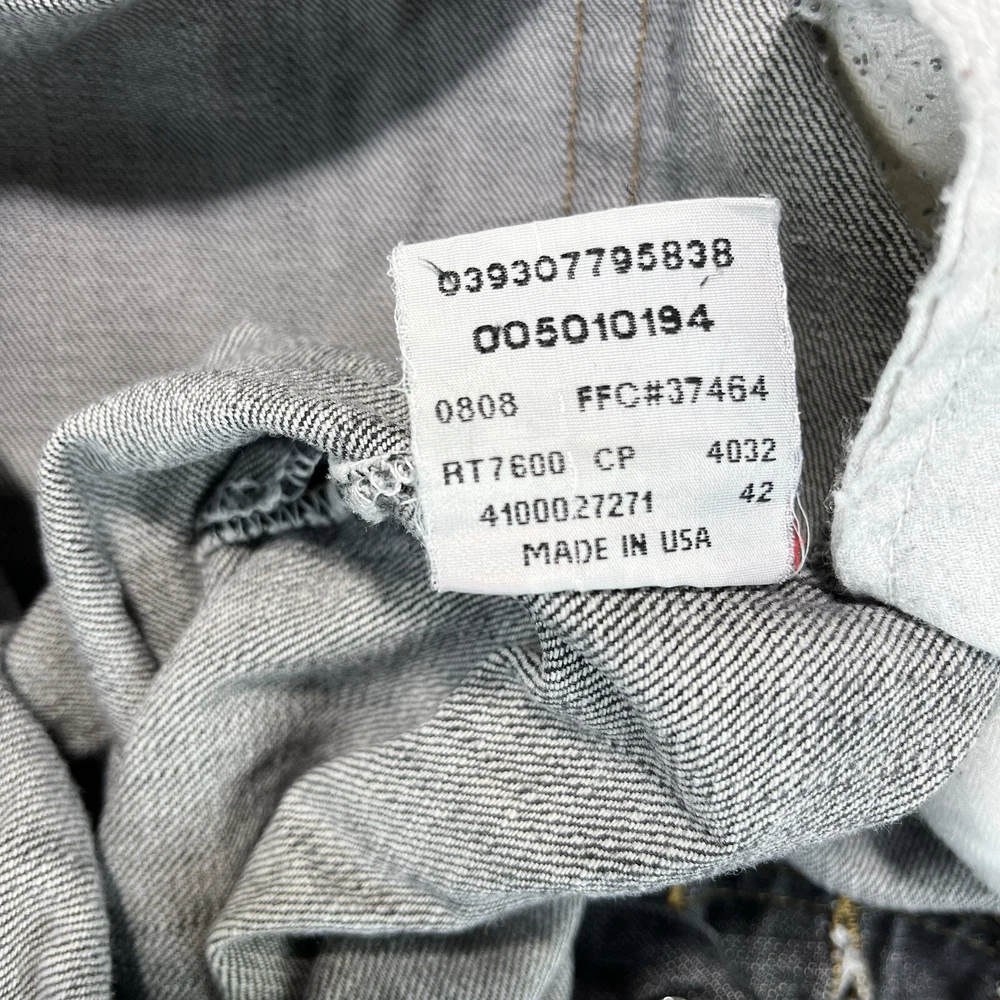 039307795838
005010194
0808 FFC#37464
RT7600 CP 4032
4100027271 42
MADE IN USA